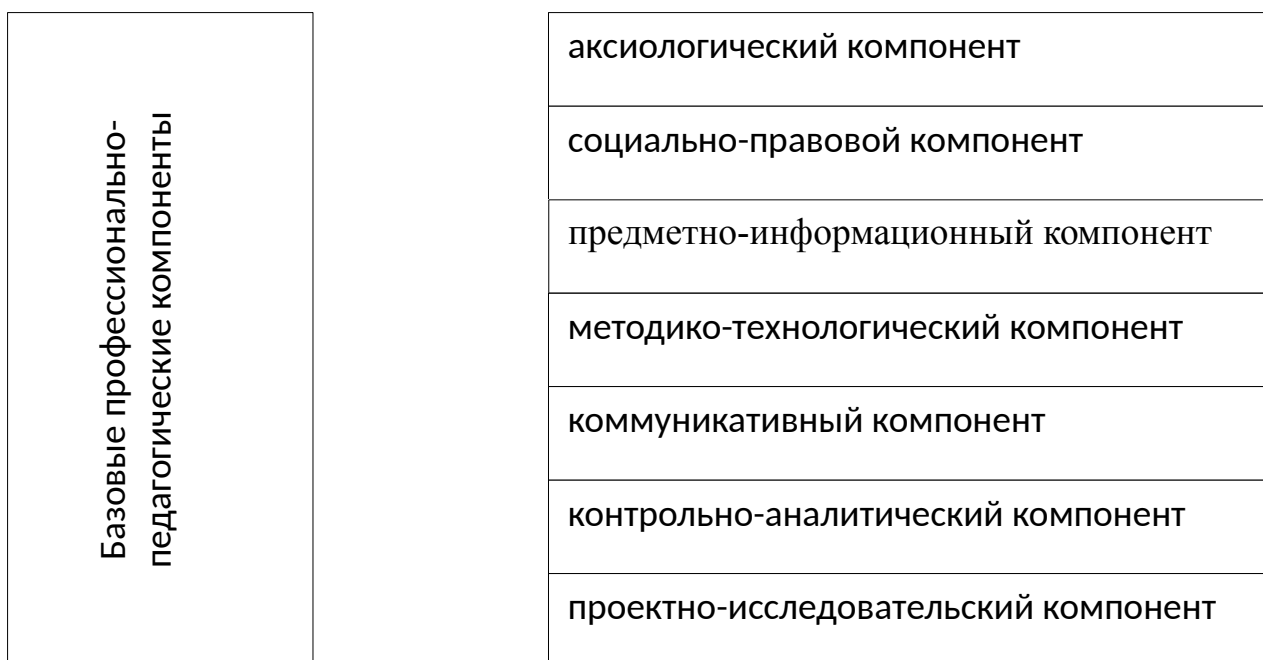 Базовые профессионально-
педагогические компоненты
аксиологический компонент
социально-правовой компонент
предметно-информационный компонент
методико-технологический компонент
коммуникативный компонент
контрольно-аналитический компонент
проектно-исследовательский компонент